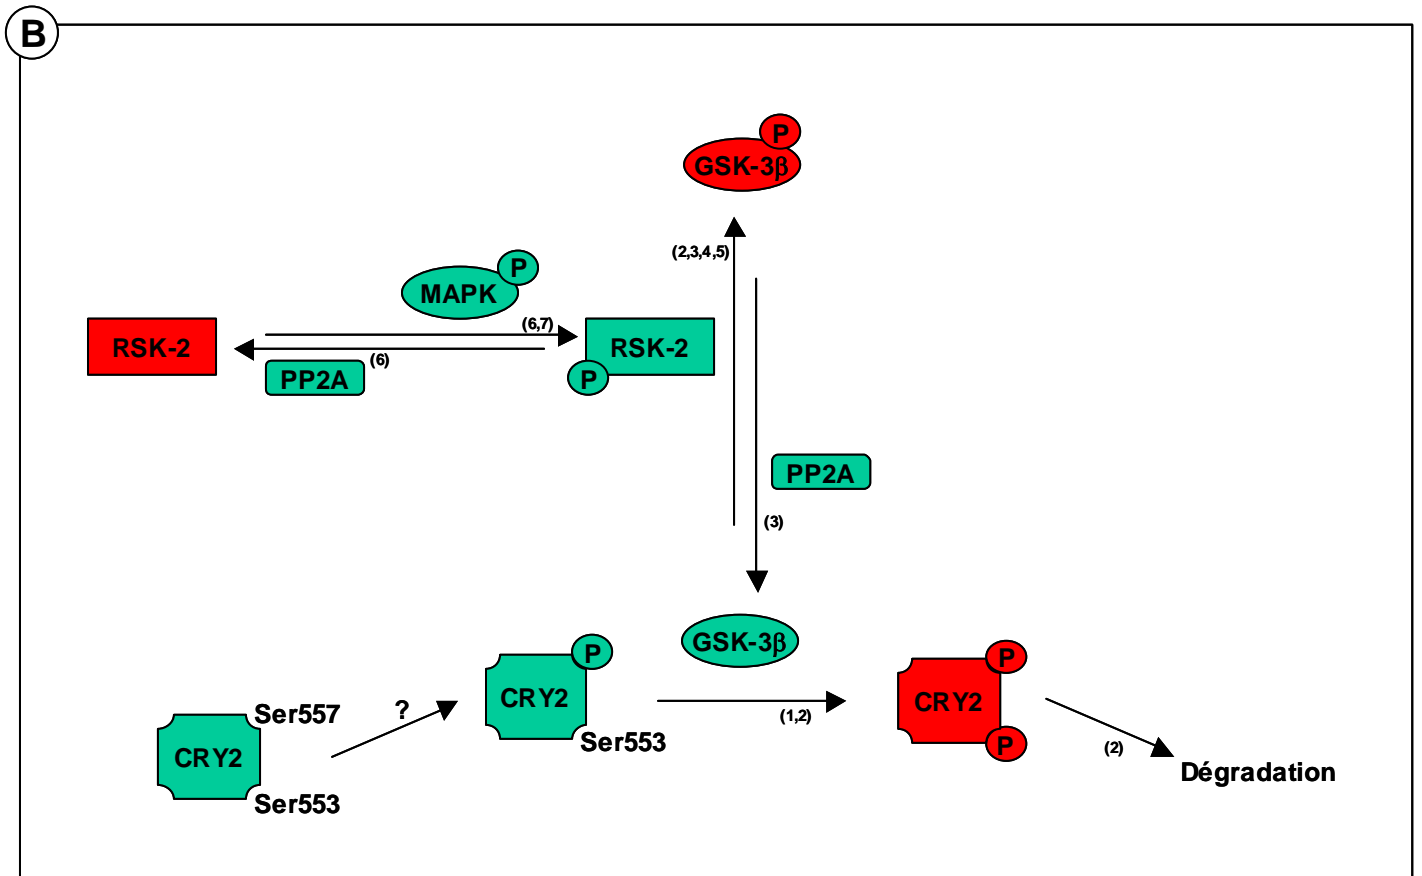 B
P
GSK-3β
(2,3,4,5)
P
MAPK
(6,7)
RSK-2
RSK-2
(6)
PP2A
P
PP2A
(3)
P
GSK-3β
P
CRY2
CRY2
Ser557
?
(1,2)
Ser553
P
(2)
CRY2
Dégradation
Ser553